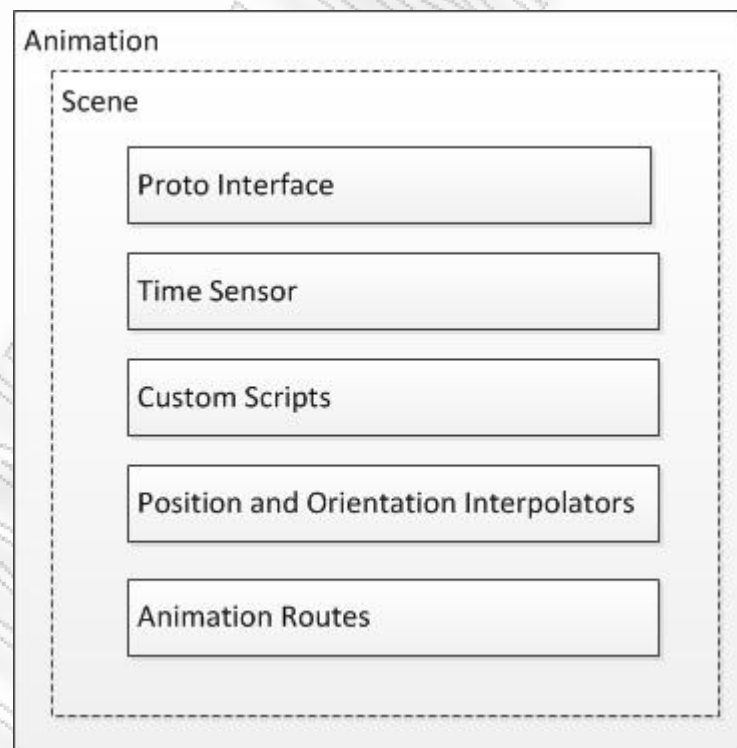 Animation
Scene
Proto Interface
Time Sensor
Custom Scripts
Position and Orientation Interpolators
Animation Routes